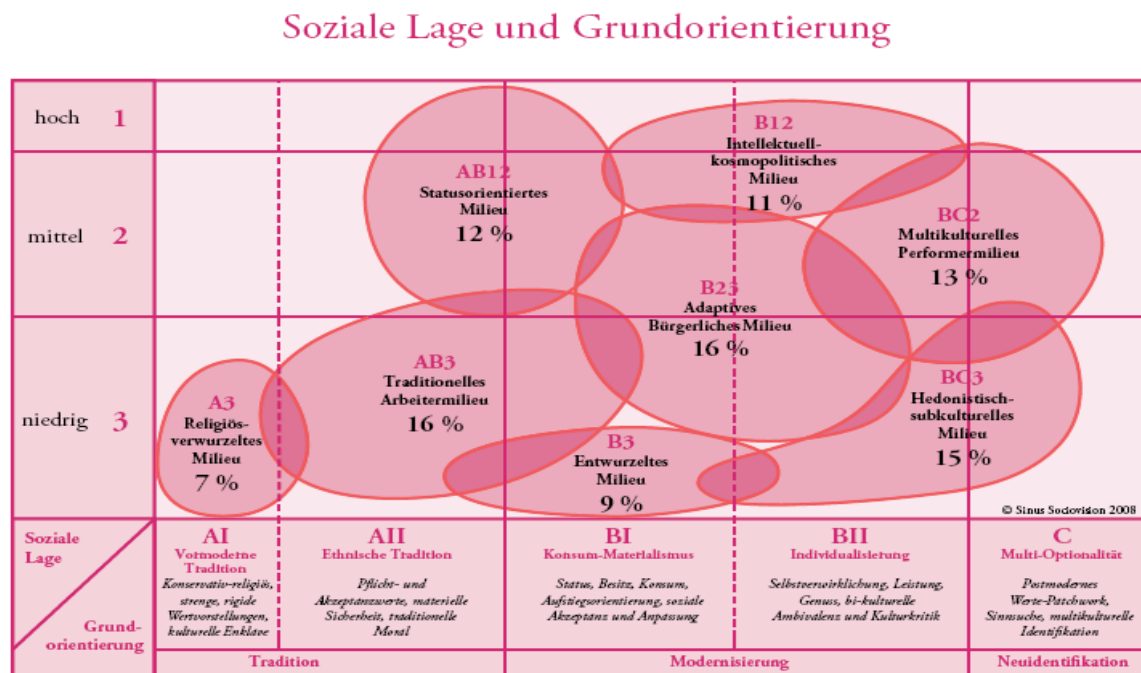 Soziale Lage und Grundorientierung
hoch 1
mittel 2
niedrig 3
AB12
Statusorientiertes
Milieu
12 %
B12
Intellektuell-
kosmopolitisches
Milieu
11 %
BC2
Multikulturelles
Performermilieu
13 %
B23
Adaptives
Bürgerliches Milieu
16 %
A3
Religiös-
verwurzeltes
Milieu
7 %
AB3
Traditionelles
Arbeitermilieu
16 %
B3
Entwurzeltes
Milieu
9 %
BC3
Hedonistisch-
subkulturelles
Milieu
15 %
© Sinus Sociovision 2008
Soziale
Lage
Grund-
orientierung
AI
Vormoderne
Tradition
Konservativ-religiös,
strenge, rigide
Wertvorstellungen,
kulturelle Enklave
AII
Ethnische Tradition
Pflicht- und
Akzeptanzwerte, materielle
Sicherheit, traditionelle
Moral
BI
Konsum-Materialismus
Status, Besitz, Konsum,
Aufstiegsorientierung, soziale
Akzeptanz und Anpassung
BII
Individualisierung
Selbstverwirklichung, Leistung,
Genuss, bi-kulturelle
Ambivalenz und Kulturkritik
C
Multi-Optionalität
Postmodernes
Werte-Patchwork,
Sinnsuche, multikulturelle
Identifikation
Tradition
Modernisierung
Neuidentifikation